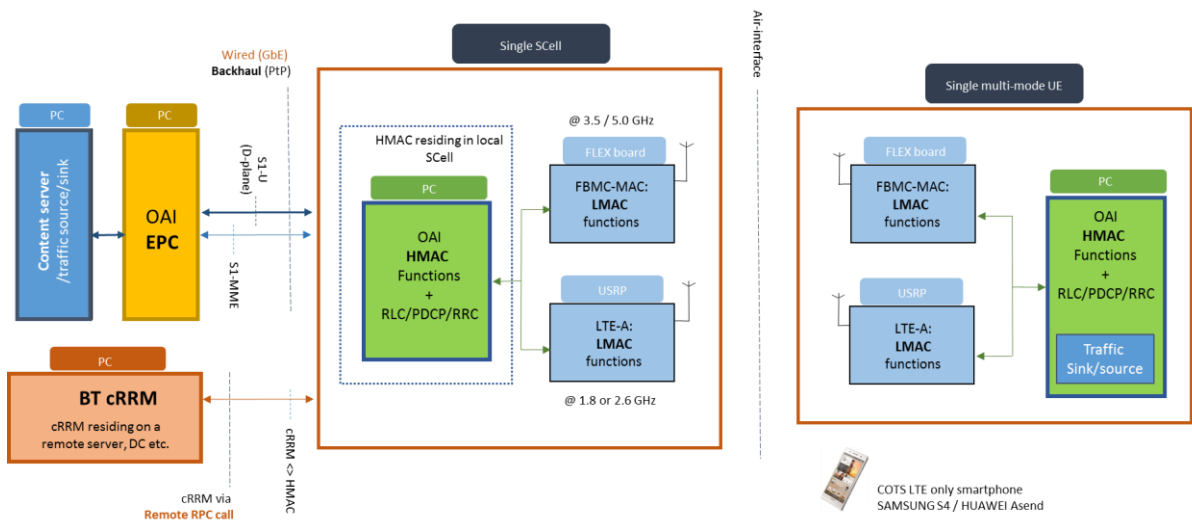 Single SCell
Wired (GbE)
Backhaul (PtP)
Air-interface
Single multi-mode UE
PC
PC
Content server
/traffic source/sink
OAI
EPC
S1-U
(D-plane)
S1-MME
HMAC residing in local
SCell
PC
OAI
HMAC
Functions
+
RLC/PDCP/RRC
@ 3.5 / 5.0 GHz
FLEX board
FBMC-MAC:
LMAC
functions
USRP
LTE-A:
LMAC
functions
@ 1.8 or 2.6 GHz
FLEX board
FBMC-MAC:
LMAC
functions
USRP
LTE-A:
LMAC
functions
PC
OAI
HMAC
Functions
+
RLC/PDCP/RRC
Traffic
Sink/source
PC
BT cRRM
cRRM residing on a
remote server, DC etc.
cRRM <> HMAC
cRRM via
Remote RPC call
COTS LTE only smartphone
SAMSUNG S4 / HUAWEI Asend